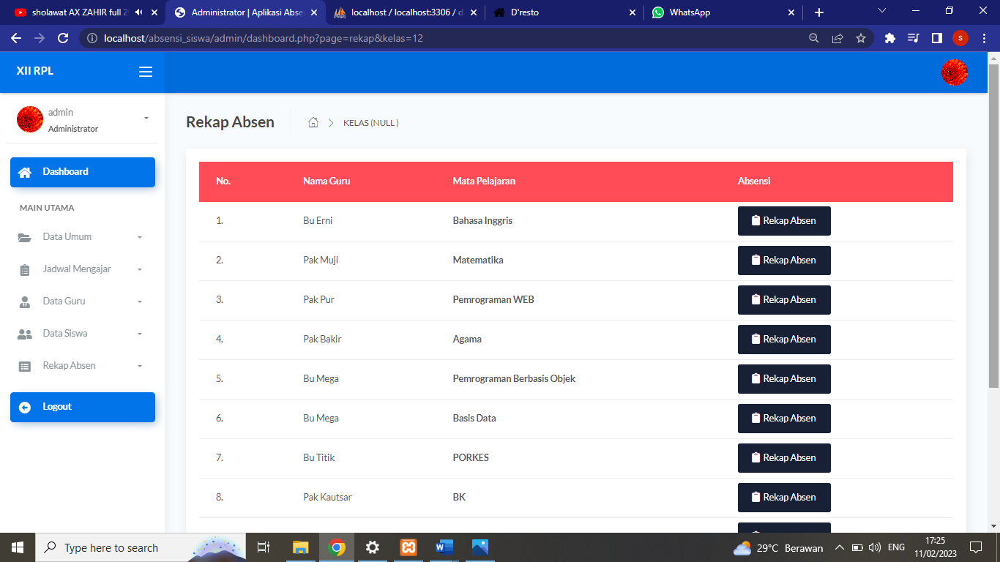 sholawat AX ZAHIR full 2
Administrator | Aplikasi Abse
localhost / localhost:3306 / d
D'resto
WhatsApp
localhost/absensi_siswa/admin/dashboard.php?page=rekap&kelas=12
s
XII RPL
admin
Administrator
Dashboard
MAIN UTAMA
Data Umum
Jadwal Mengajar
Data Guru
Data Siswa
Rekap Absen
Logout
Rekap Absen
KELAS (NULL )
No. Nama Guru Mata Pelajaran Absensi
1. Bu Erni Bahasa Inggris Rekap Absen
2. Pak Muji Matematika Rekap Absen
3. Pak Pur Pemrograman WEB Rekap Absen
4. Pak Bakir Agama Rekap Absen
5. Bu Mega Pemrograman Berbasis Objek Rekap Absen
6. Bu Mega Basis Data Rekap Absen
7. Bu Titik PORKES Rekap Absen
8. Pak Kautsar BK Rekap Absen
Type here to search
29°C Berawan
ENG
17:25
11/02/2023